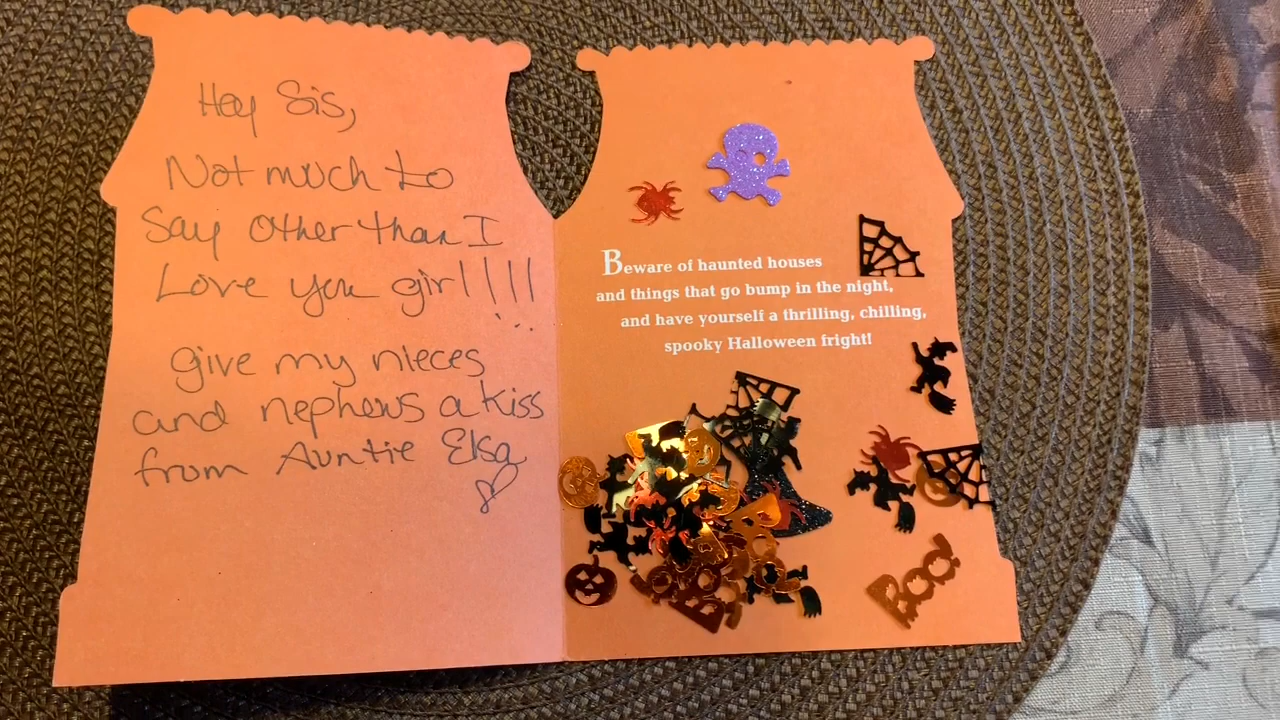 Hey Sis,
Not much to
Say Other than I
Love you girl!!!!
give my nieces
and nephews a kiss
from Auntie Elsa
Beware of haunted houses
and things that go bump in the night,
and have yourself a thrilling, chilling,
spooky Halloween fright!
Boo!